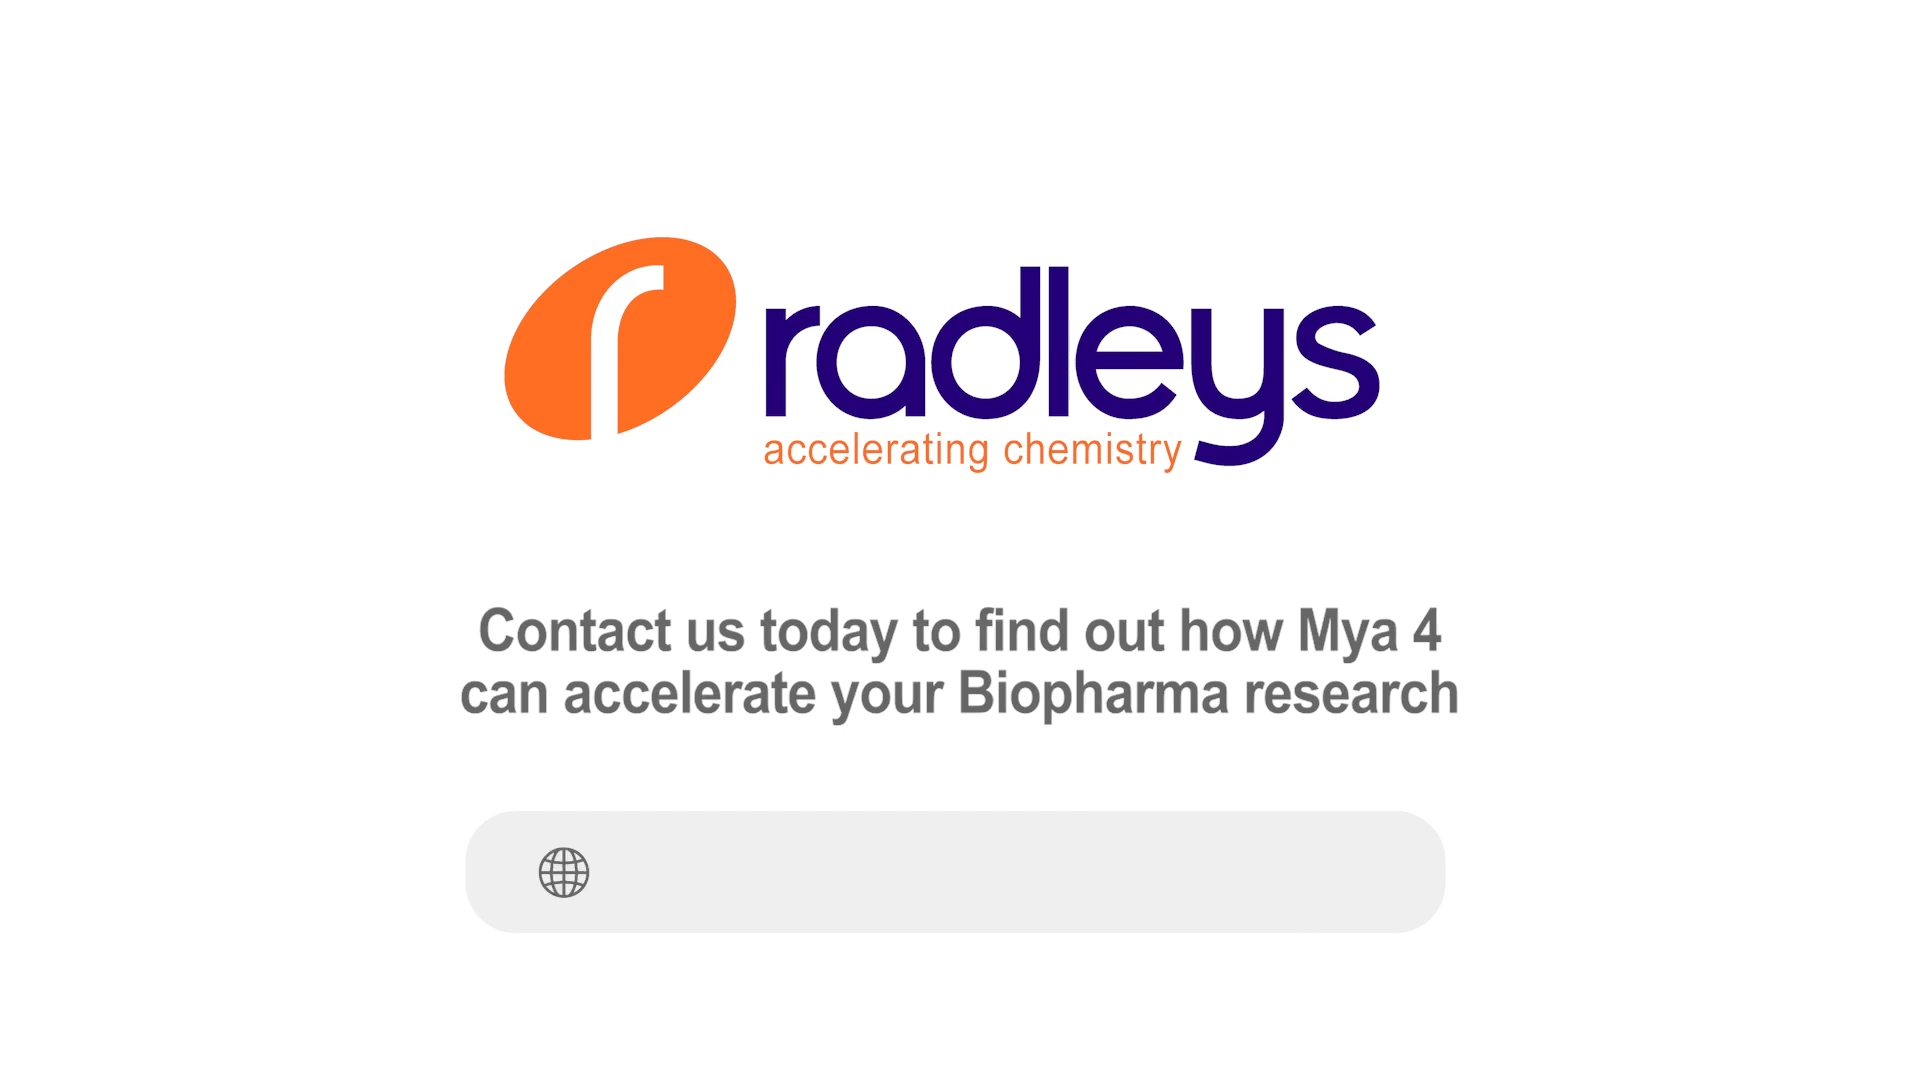 radleys
accelerating chemistry
Contact us today to find out how Mya 4
can accelerate your Biopharma research